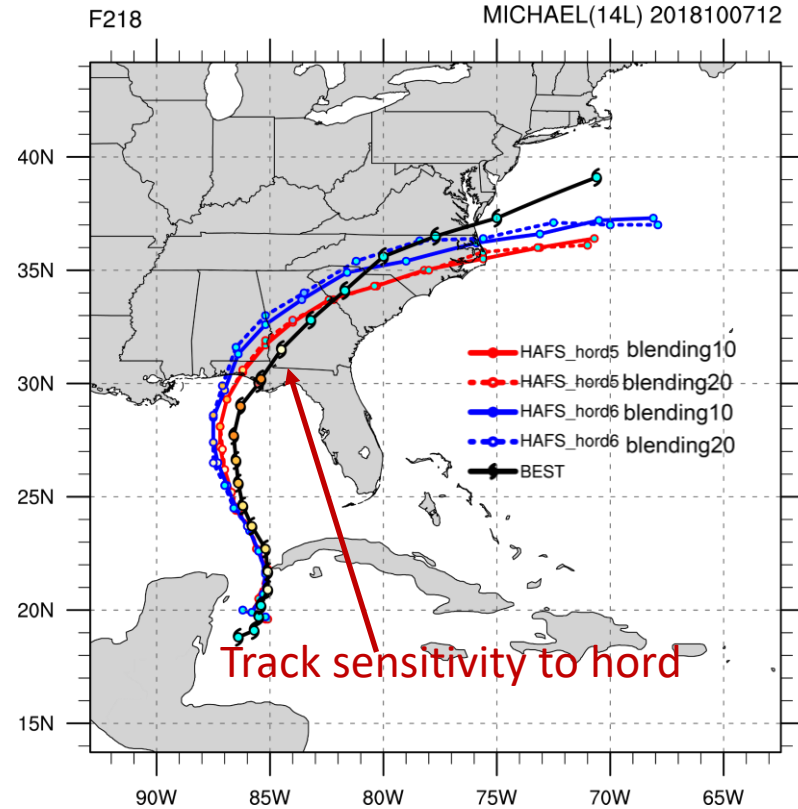 F218
MICHAEL(14L) 2018100712
40N
35N
HAFS_hord5 blending10
HAFS_hord5 blending20
30N
HAFS_hord6 blending10
HAFS_hord6 blending20
BEST
25N
20N
Track sensitivity to hord
15N
90W 85W 80W 75W 70W 65W